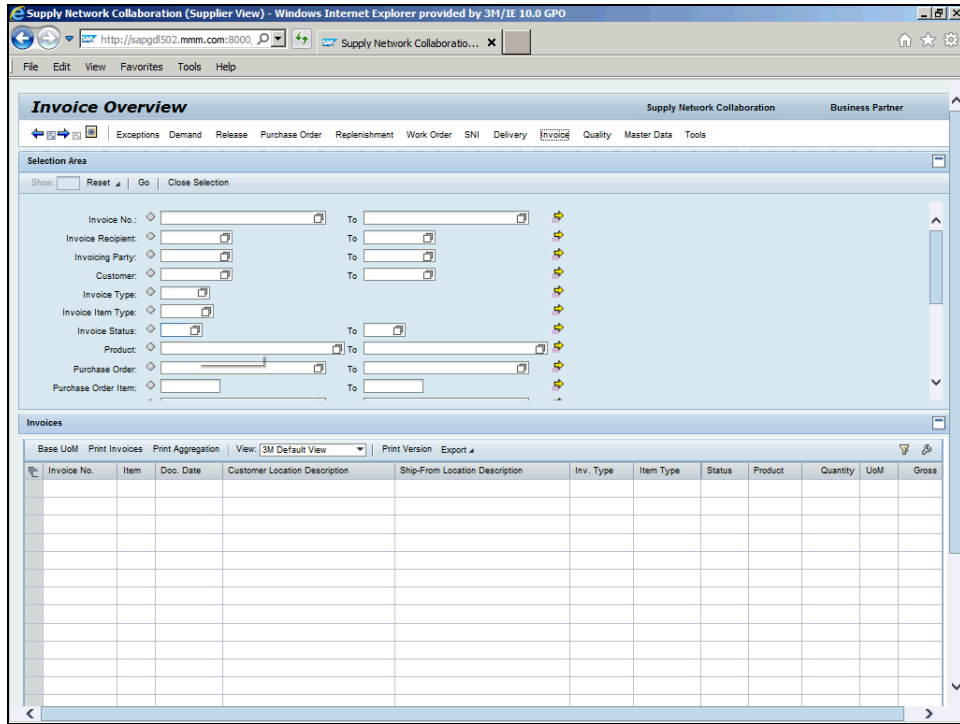 Supply Network Collaboration (Supplier View) - Windows Internet Explorer provided by 3M/IE 10.0 GPO
http://sapgdl502.mmm.com:8000, Supply Network Collaboratio...
File Edit View Favorites Tools Help
Invoice Overview Supply Network Collaboration Business Partner
Exceptions Demand Release Purchase Order Replenishment Work Order SNI Delivery Invoice Quality Master Data Tools
Selection Area
Show: Reset Go Close Selection
Invoice No.: To
Invoice Recipient: To
Invoicing Party: To
Customer: To
Invoice Type:
Invoice Item Type:
Invoice Status: To
Product: To
Purchase Order: To
Purchase Order Item: To
Invoices
Base UoM Print Invoices Print Aggregation View: 3M Default View Print Version Export
Invoice No. Item Doc. Date Customer Location Description Ship-From Location Description Inv. Type Item Type Status Product Quantity UoM Gross